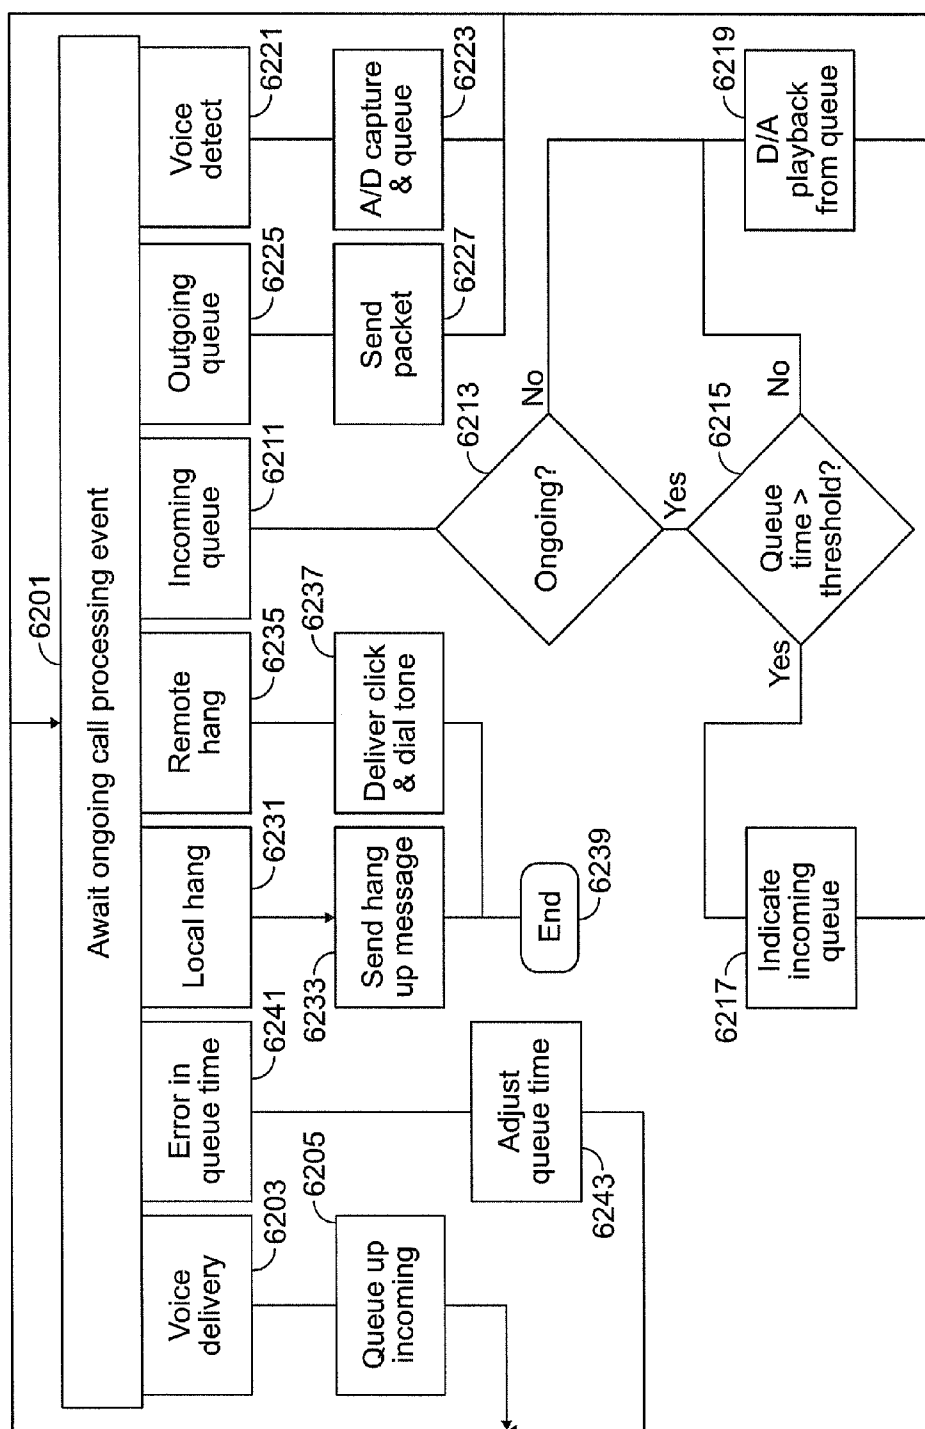 6201
Await ongoing call processing event
Voice
delivery
6203
Error in
queue time
6241
Local hang
6231
Remote
hang
6235
Incoming
queue
6211
Outgoing
queue
6225
Voice
detect
6221
6205
Queue up
incoming
6233
Send hang
up message
6237
Deliver click
& dial tone
Send
packet
6227
A/D capture
& queue
6223
Adjust
queue time
6243
End
6239
6213
Ongoing?
No
Yes
6215
Queue
time >
threshold?
Yes
No
6217
Indicate
incoming
queue
6219
D/A
playback
from queue